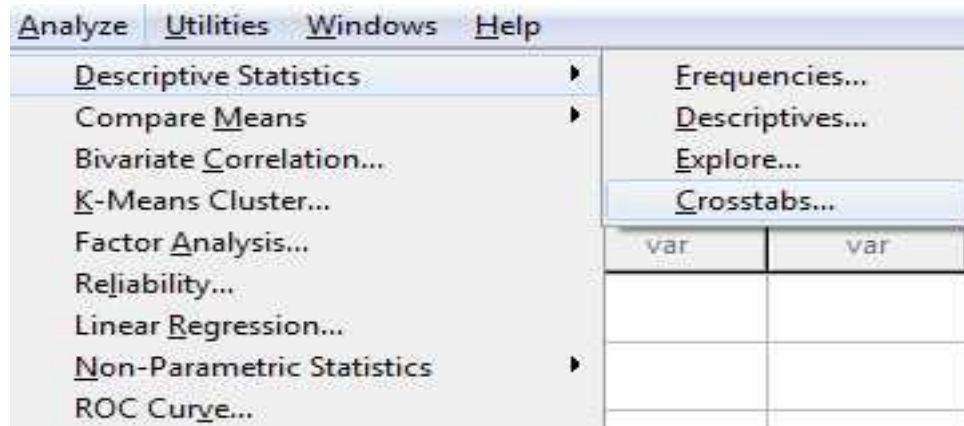 Analyze Utilities Windows Help
Descriptive Statistics
Compare Means
Bivariate Correlation...
K-Means Cluster...
Factor Analysis...
Reliability...
Linear Regression...
Non-Parametric Statistics
ROC Curve...
Frequencies...
Descriptives...
Explore...
Crosstabs...
var var